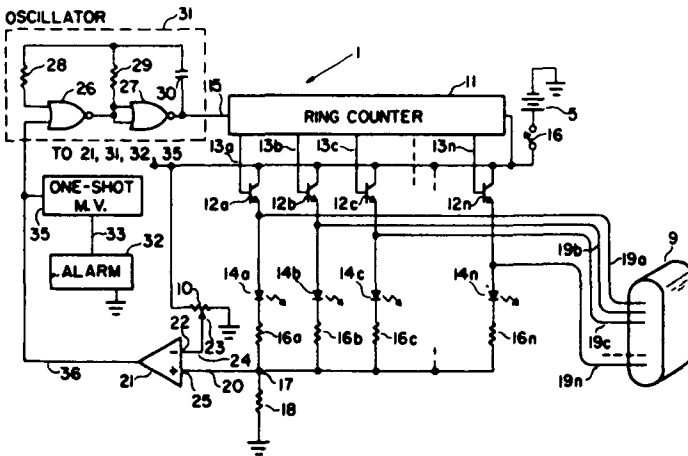 OSCILLATOR 31
28 26 29 27 30
15
11
1
RING COUNTER
5
16
TO 21, 31, 32, 35
13a 13b 13c 13n
12a 12b 12c 12n
ONE-SHOT
M.V.
35
33
32
ALARM
19b 19a 9
14a 14b 14c 14n
10
22 23
24
16a 16b 16c 16n
19c
19n
36
21
25
20
17
18
- +